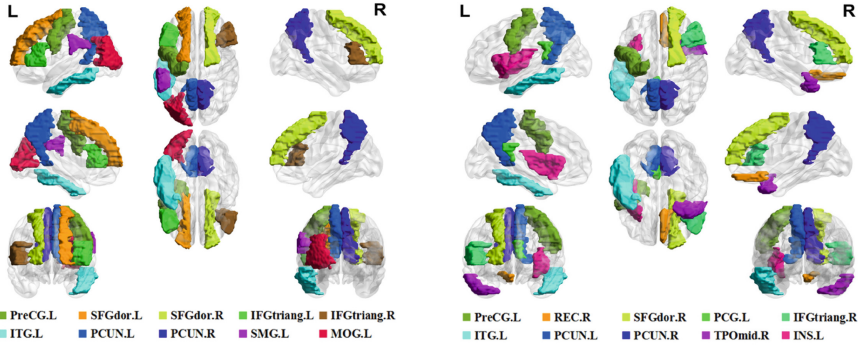 L R L R
PreCG.L SFGdor.L SFGdor.R IFGtriang.L IFGtriang.R
ITG.L PCUN.L PCUN.R SMG.L MOG.L
PreCG.L REC.R SFGdor.R PCG.L IFGtriang.R
ITG.L PCUN.L PCUN.R TPOmid.R INS.L